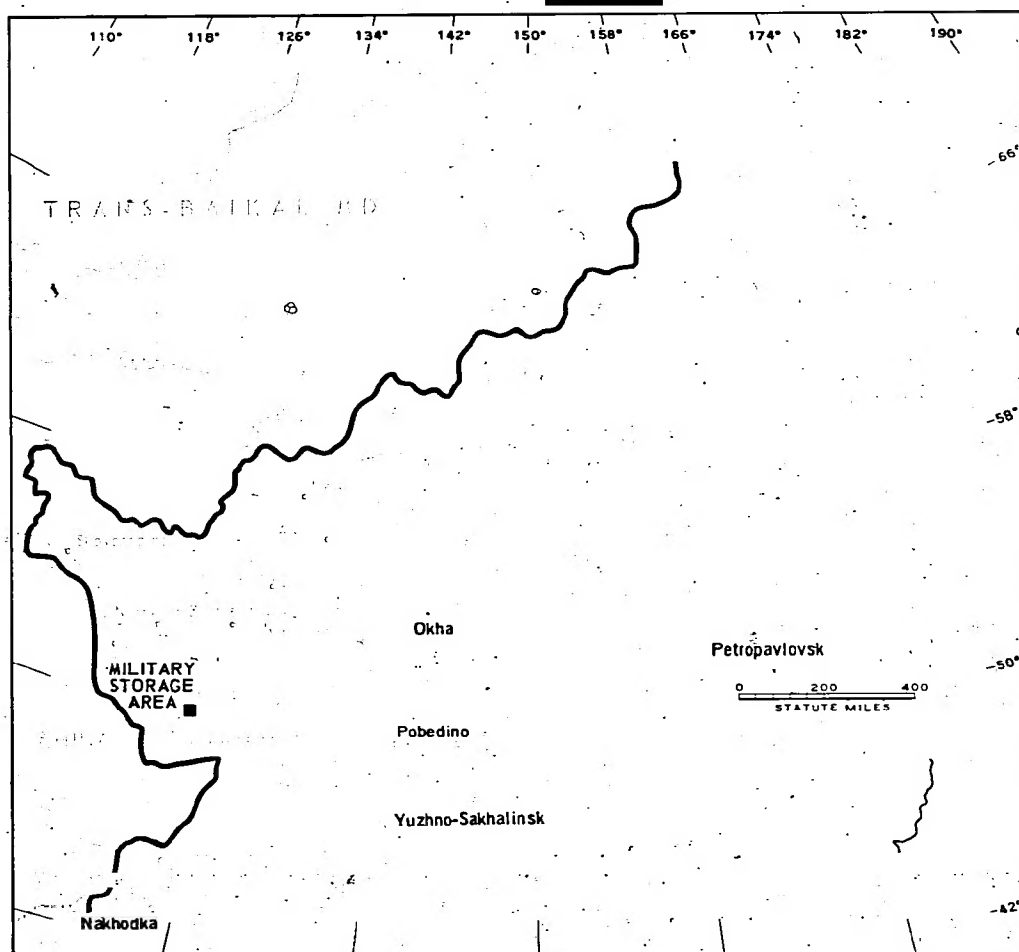 110° 118° 126° 134° 142° 150° 158° 166° 174° 182° 190°
66°
TRANS-BAIKAL MD
58°
Okha
Petropavlovsk
50°
MILITARY
STORAGE
AREA
0 200 400
STATUTE MILES
Pobedino
Yuzhno-Sakhalinsk
42°
Nakhodka